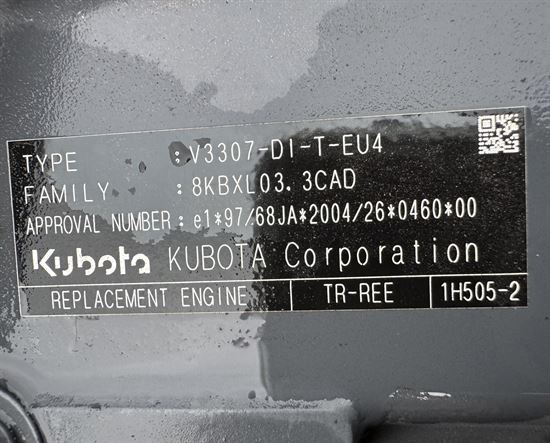 TYPE : V3307-DI-T-EU4
FAMILY : 8KBXL03.3CAD
APPROVAL NUMBER : e1*97/68JA*2004/26*0460*00
Kubota KUBOTA Corporation
REPLACEMENT ENGINE TR-REE 1H505-2